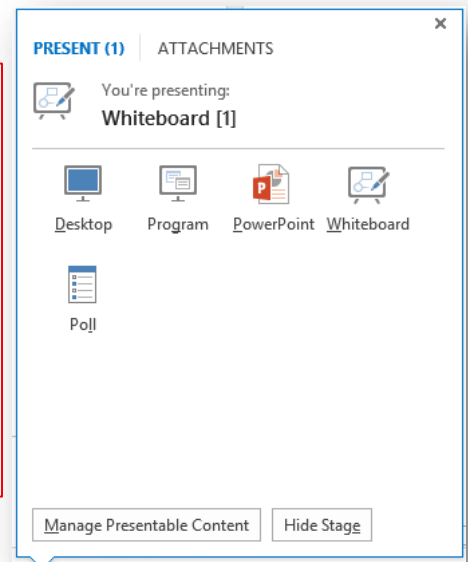 PRESENT (1) ATTACHMENTS
You're presenting:
Whiteboard [1]
Desktop Program PowerPoint Whiteboard
Poll
Manage Presentable Content Hide Stage